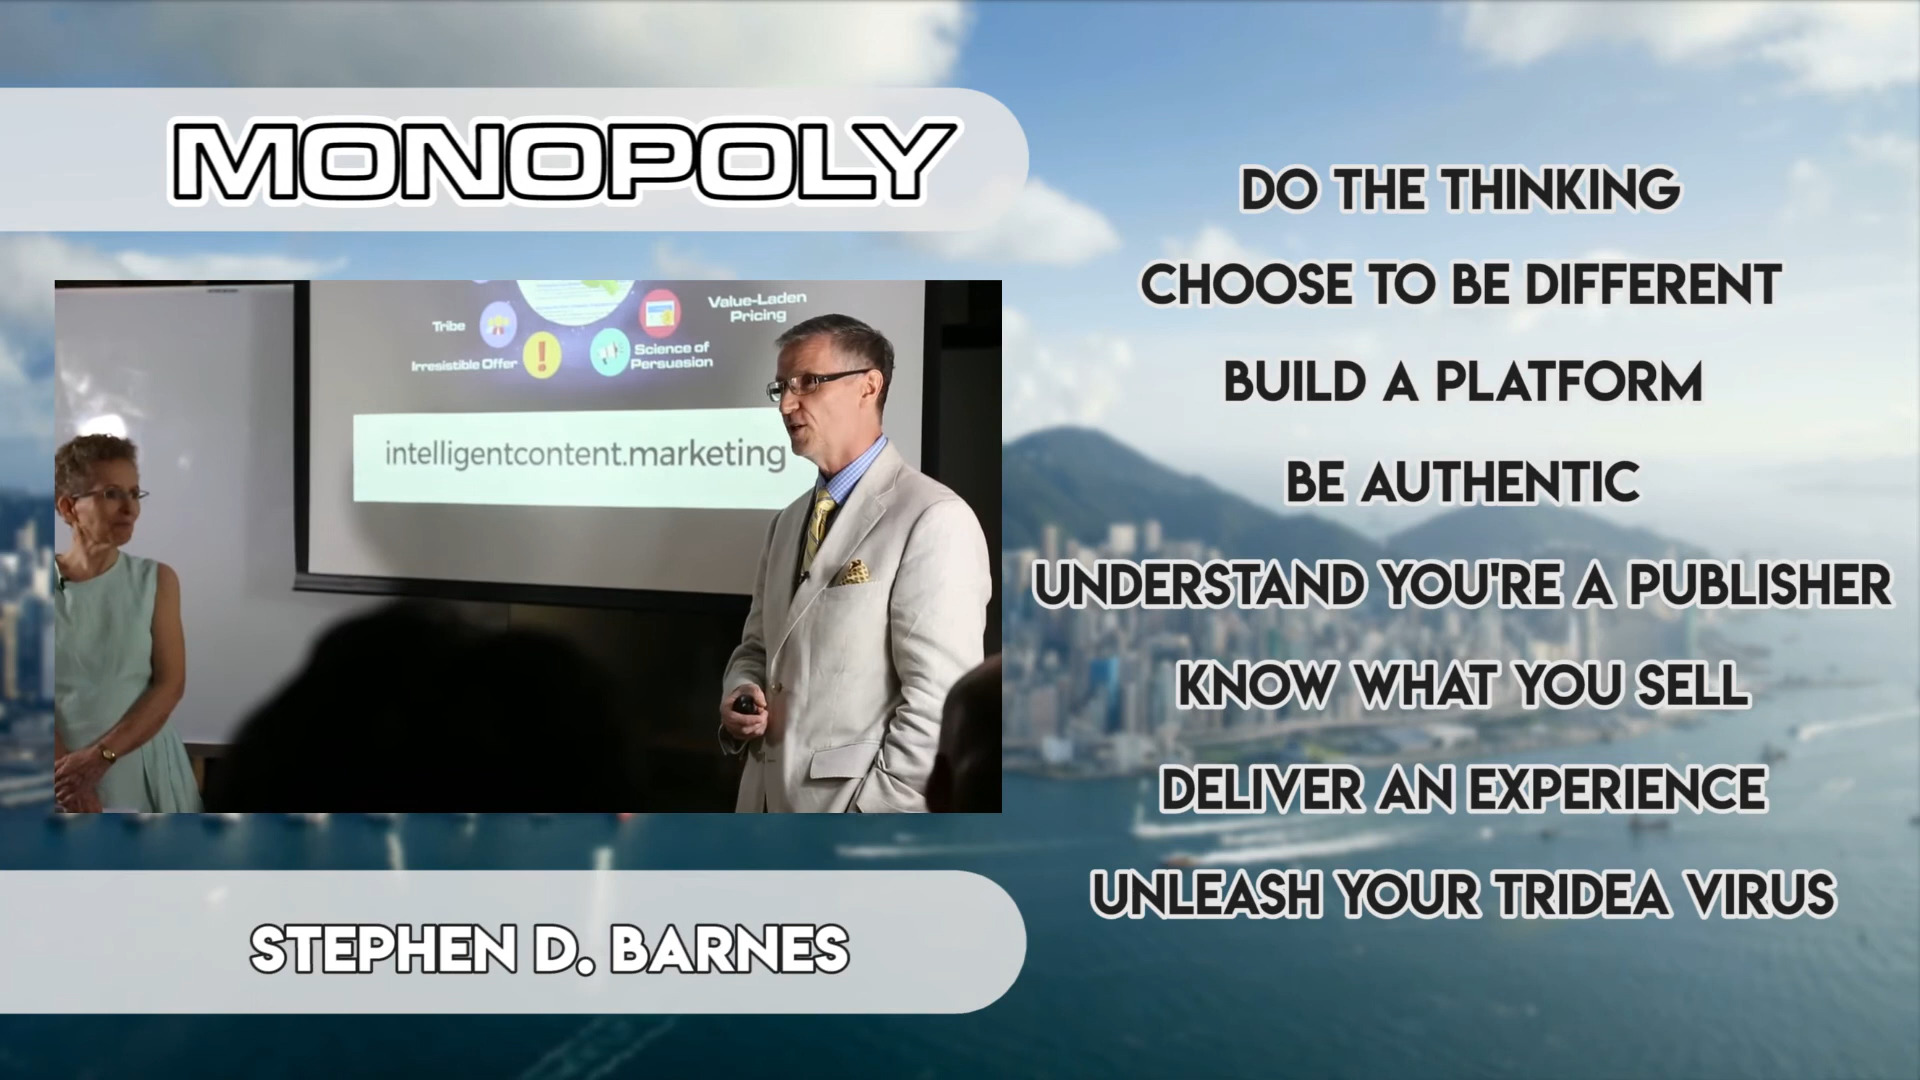 MONOPOLY
Value-Laden
Pricing
Tribe
Science of
Persuasion
Irresistible Offer
intelligentcontent.marketing
STEPHEN D. BARNES
DO THE THINKING
CHOOSE TO BE DIFFERENT
BUILD A PLATFORM
BE AUTHENTIC
UNDERSTAND YOU'RE A PUBLISHER
KNOW WHAT YOU SELL
DELIVER AN EXPERIENCE
UNLEASH YOUR TRIDEA VIRUS